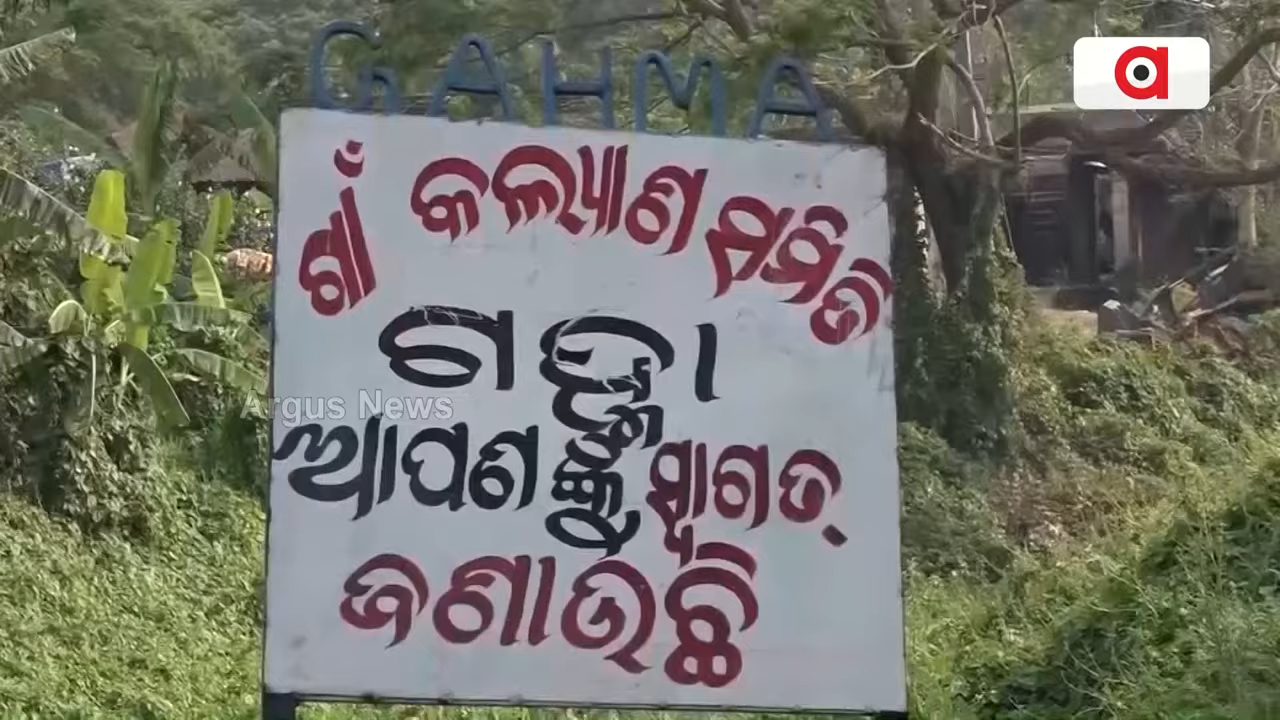 GAHMA
ଗାଁ କଲ୍ୟାଣ ସମିତି
ଗହ୍ମା
ଆପଣଙ୍କୁ ସ୍ୱାଗତ୍
ଜଣାଉଛି
Argus News
a